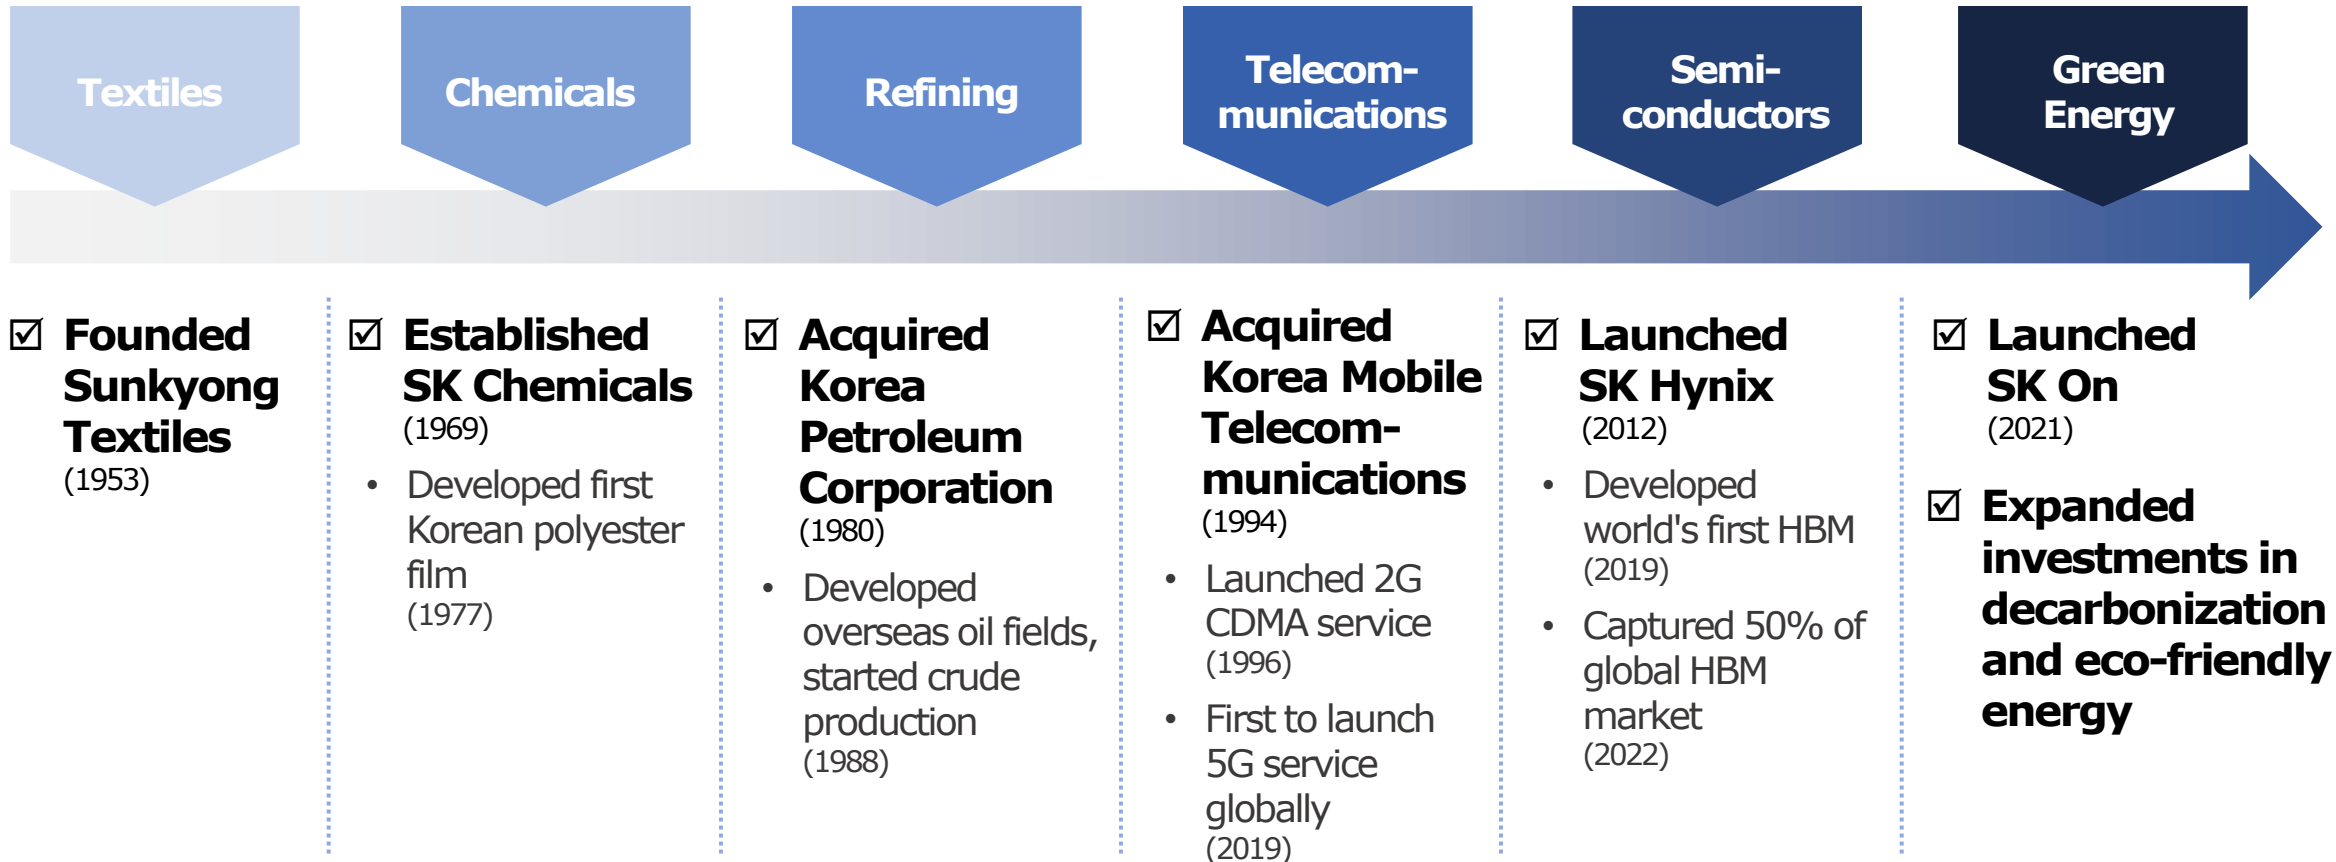 Textiles
Chemicals
Refining
Telecom-
munications
Semi-
conductors
Green
Energy
☑ Founded
Sunkyong
Textiles
(1953)
☑ Established
SK Chemicals
(1969)
• Developed first
Korean polyester
film
(1977)
☑ Acquired
Korea
Petroleum
Corporation
(1980)
• Developed
overseas oil fields,
started crude
production
(1988)
☑ Acquired
Korea Mobile
Telecom-
munications
(1994)
• Launched 2G
CDMA service
(1996)
• First to launch
5G service
globally
(2019)
☑ Launched
SK Hynix
(2012)
• Developed
world's first HBM
(2019)
• Captured 50% of
global HBM
market
(2022)
☑ Launched
SK On
(2021)
☑ Expanded
investments in
decarbonization
and eco-friendly
energy